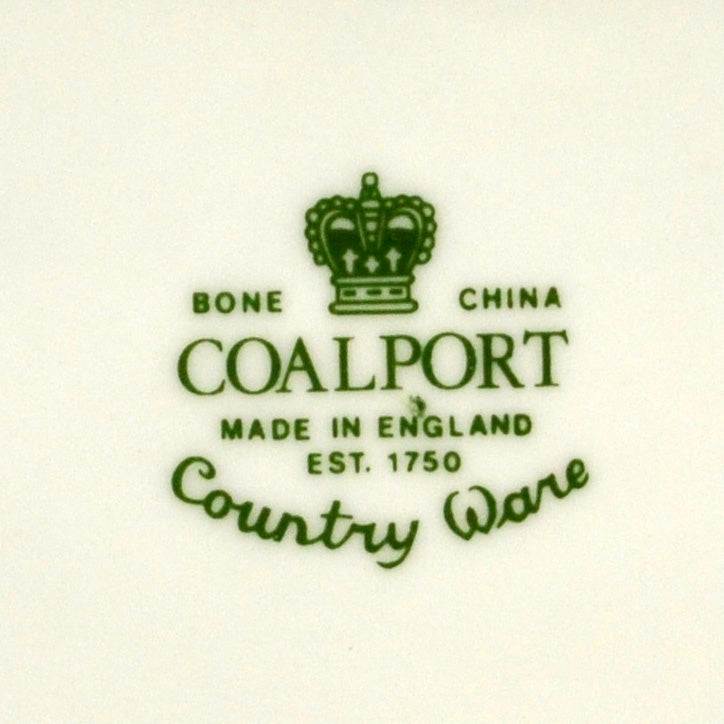 BONE CHINA
COALPORT
MADE IN ENGLAND
EST. 1750
Country Ware